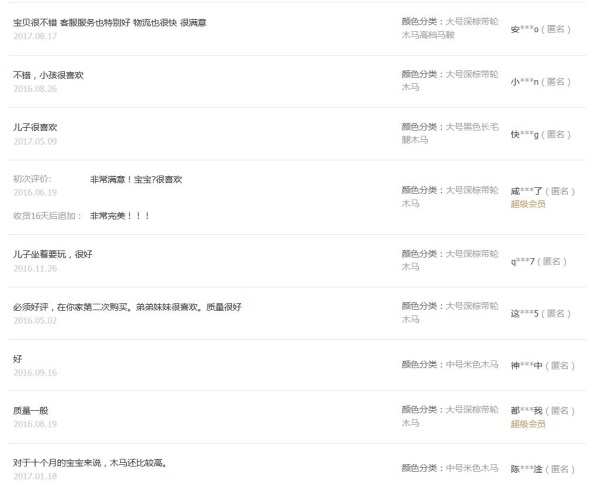 宝贝很不错 客服服务也特别好 物流也很快 很满意
2017.08.17
颜色分类：大号深棕带轮
木马高档马鞍
安***o（匿名）
不错，小孩很喜欢
2016.08.26
颜色分类：大号深棕带轮
木马
小***n（匿名）
儿子很喜欢
2017.05.09
颜色分类：大号黑色长毛
腿木马
快***g（匿名）
初次评价： 非常满意！宝宝?很喜欢
2016.06.19
收货16天后追加： 非常完美！！！
颜色分类：大号深棕带轮
木马
咸***了（匿名）
超级会员
儿子坐着要玩，很好
2016.11.26
颜色分类：大号深棕带轮
木马
q***7（匿名）
必须好评，在你家第二次购买。弟弟妹妹很喜欢。质量很好
2016.05.02
颜色分类：大号深棕带轮
木马
这***5（匿名）
好
2016.09.16
颜色分类：中号米色木马
神***中（匿名）
质量一般
2016.08.19
颜色分类：大号深棕带轮
木马
都***我（匿名）
超级会员
对于十个月的宝宝来说，木马还比较高。
2017.01.18
颜色分类：中号米色木马
陈***淦（匿名）